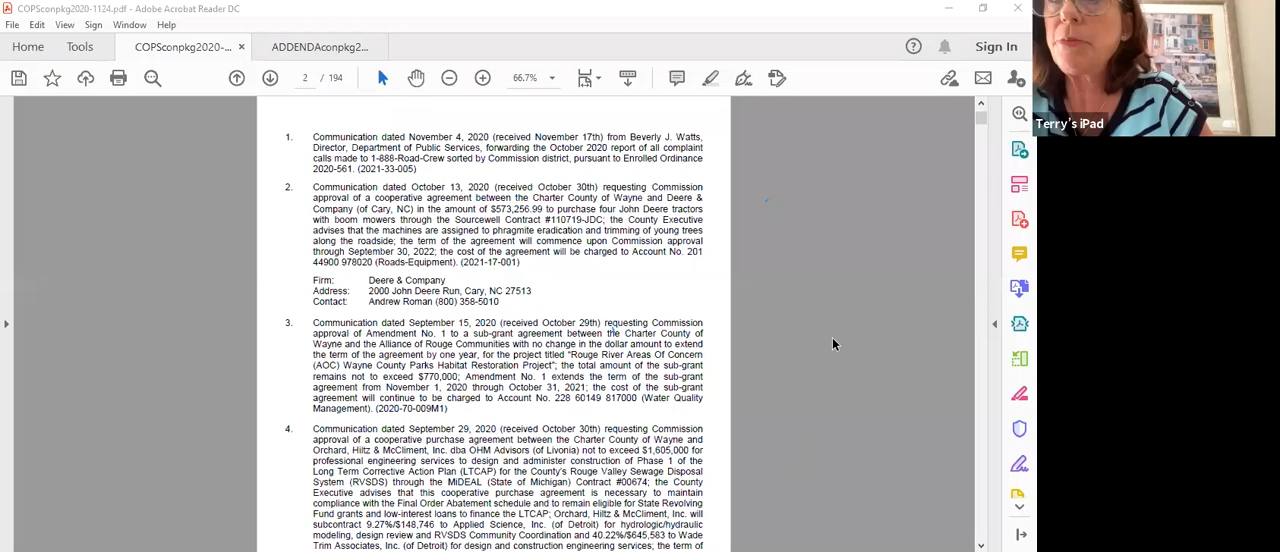 COPSconpkg2020-1124.pdf - Adobe Acrobat Reader DC
File Edit View Sign Window Help
Home Tools COPSconpkg2020-... × ADDENDAconpkg2... Sign In
2 / 194 66.7%
Terry's iPad
1. Communication dated November 4, 2020 (received November 17th) from Beverly J. Watts,
Director, Department of Public Services, forwarding the October 2020 report of all complaint
calls made to 1-888-Road-Crew sorted by Commission district, pursuant to Enrolled Ordinance
2020-561. (2021-33-005)
2. Communication dated October 13, 2020 (received October 30th) requesting Commission
approval of a cooperative agreement between the Charter County of Wayne and Deere &
Company (of Cary, NC) in the amount of $573,256.99 to purchase four John Deere tractors
with boom mowers through the Sourcewell Contract #110719-JDC; the County Executive
advises that the machines are assigned to phragmite eradication and trimming of young trees
along the roadside; the term of the agreement will commence upon Commission approval
through September 30, 2022; the cost of the agreement will be charged to Account No. 201
44900 978020 (Roads-Equipment). (2021-17-001)
Firm: Deere & Company
Address: 2000 John Deere Run, Cary, NC 27513
Contact: Andrew Roman (800) 358-5010
3. Communication dated September 15, 2020 (received October 29th) requesting Commission
approval of Amendment No. 1 to a sub-grant agreement between the Charter County of
Wayne and the Alliance of Rouge Communities with no change in the dollar amount to extend
the term of the agreement by one year, for the project titled "Rouge River Areas Of Concern
(AOC) Wayne County Parks Habitat Restoration Project"; the total amount of the sub-grant
remains not to exceed $770,000; Amendment No. 1 extends the term of the sub-grant
agreement from November 1, 2020 through October 31, 2021; the cost of the sub-grant
agreement will continue to be charged to Account No. 228 60149 817000 (Water Quality
Management). (2020-70-009M1)
4. Communication dated September 29, 2020 (received October 30th) requesting Commission
approval of a cooperative purchase agreement between the Charter County of Wayne and
Orchard, Hiltz & McCliment, Inc. dba OHM Advisors (of Livonia) not to exceed $1,605,000 for
professional engineering services to design and administer construction of Phase 1 of the
Long Term Corrective Action Plan (LTCAP) for the County's Rouge Valley Sewage Disposal
System (RVSDS) through the MiDEAL (State of Michigan) Contract #00674; the County
Executive advises that this cooperative purchase agreement is necessary to maintain
compliance with the Final Order Abatement schedule and to remain eligible for State Revolving
Fund grants and low-interest loans to finance the LTCAP; Orchard, Hiltz & McCliment, Inc. will
subcontract 9.27%/$148,746 to Applied Science, Inc. (of Detroit) for hydrologic/hydraulic
modeling, design review and RVSDS Community Coordination and 40.22%/$645,583 to Wade
Trim Associates, Inc. (of Detroit) for design and construction engineering services; the term of